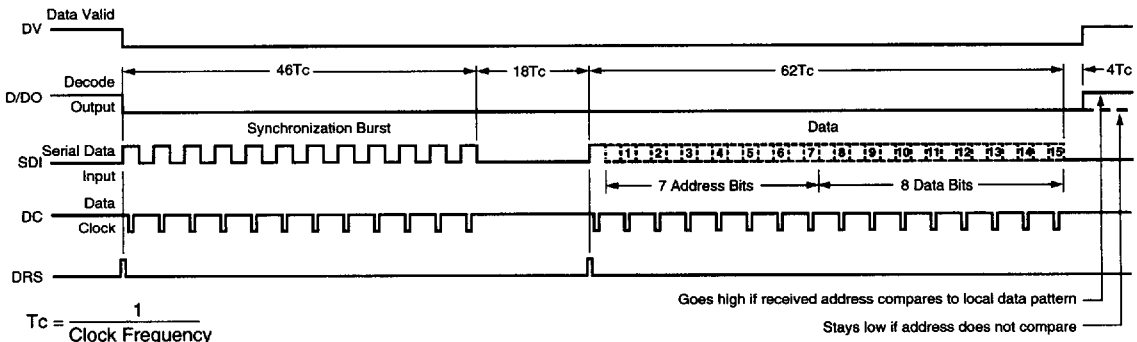 Data Valid
DV
46Tc
18Tc
62Tc
4Tc
Decode
D/DO
Output
Synchronization Burst
Data
Serial Data
SDI
Input
1 2 3 4 5 6 7 8 9 10 11 12 13 14 15
7 Address Bits
8 Data Bits
Data
DC
Clock
DRS
Goes high if received address compares to local data pattern
Stays low if address does not compare
Tc = 1 / Clock Frequency